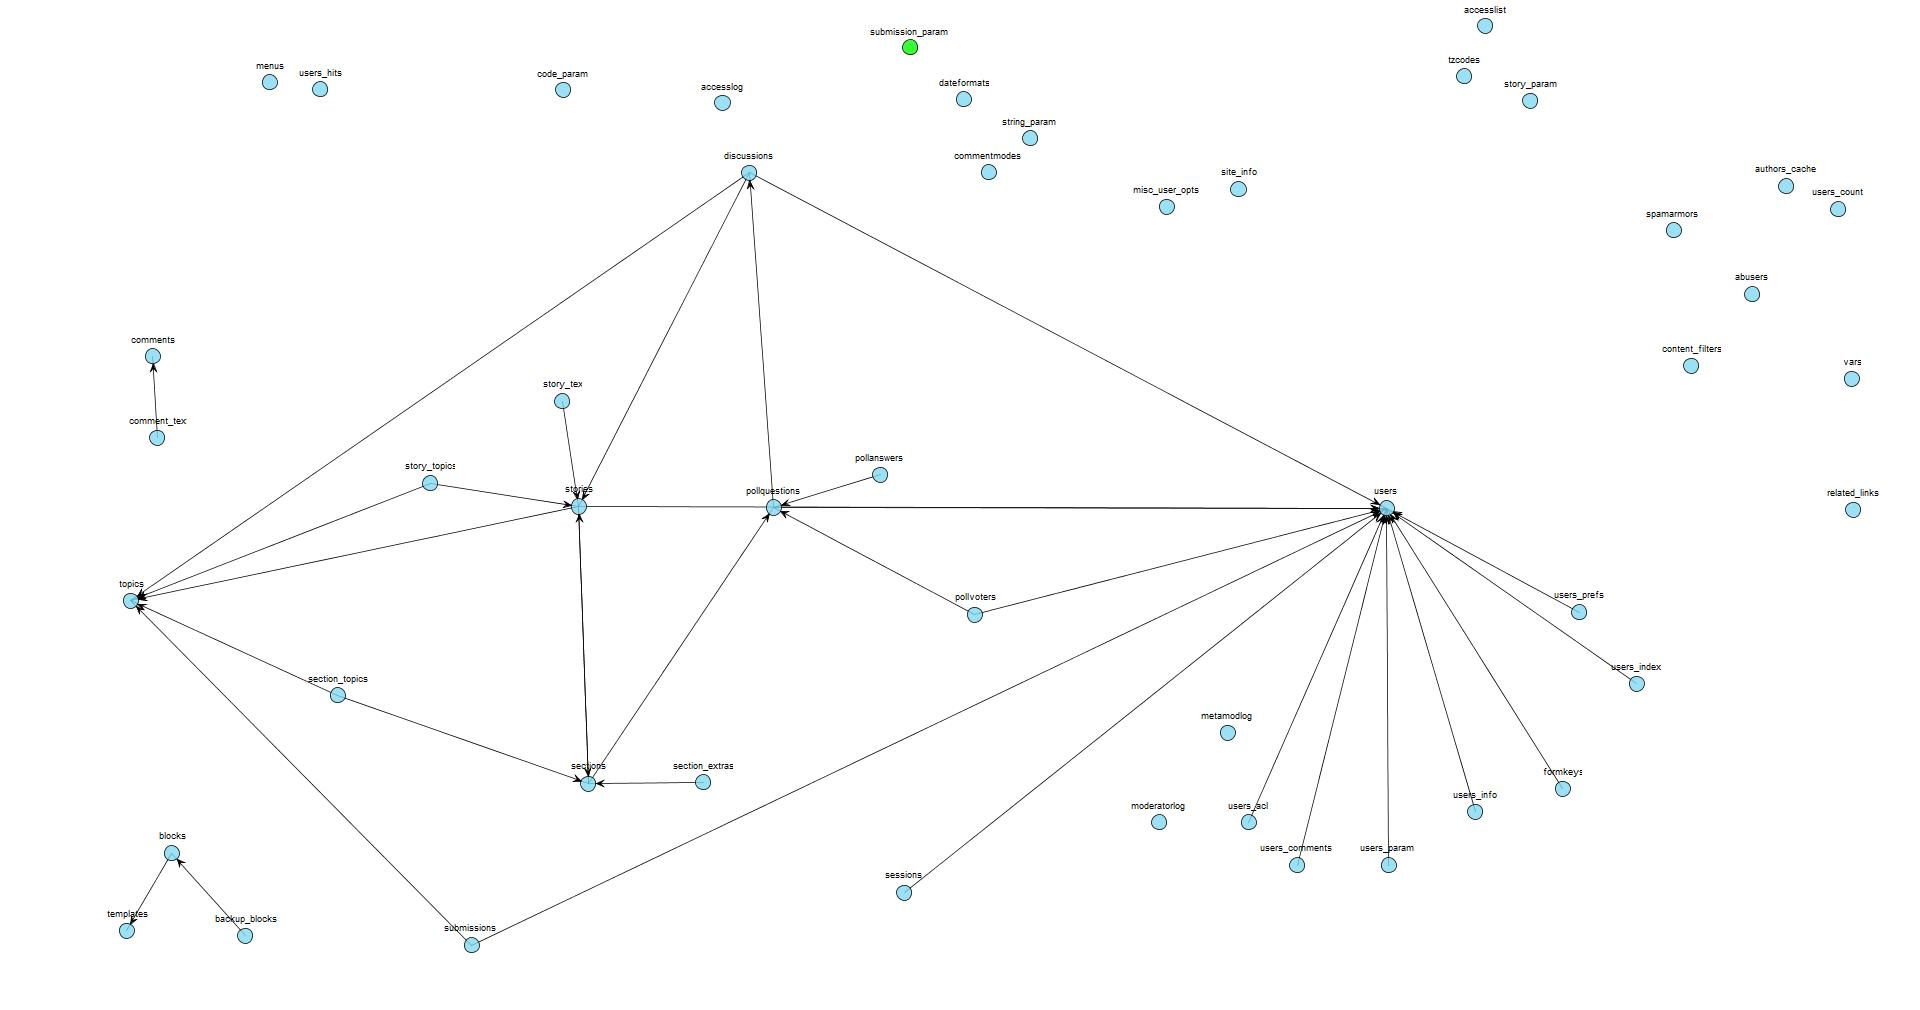 accesslist
submission_param
tzcodes
menus
users_hits
code_param
accesslog
dateformats
story_param
string_param
discussions
commentmodes
site_info
authors_cache
misc_user_opts
users_count
spamarmors
abusers
comments
content_filters
vars
story_tex
comment_tex
story_topics
pollanswers
stories
pollquestions
users
related_links
topics
pollvoters
users_prefs
section_topics
users_index
metamodlog
sections
section_extras
formkeys
users_info
moderatorlog
users_acl
blocks
users_comments
users_param
sessions
templates
backup_blocks
submissions